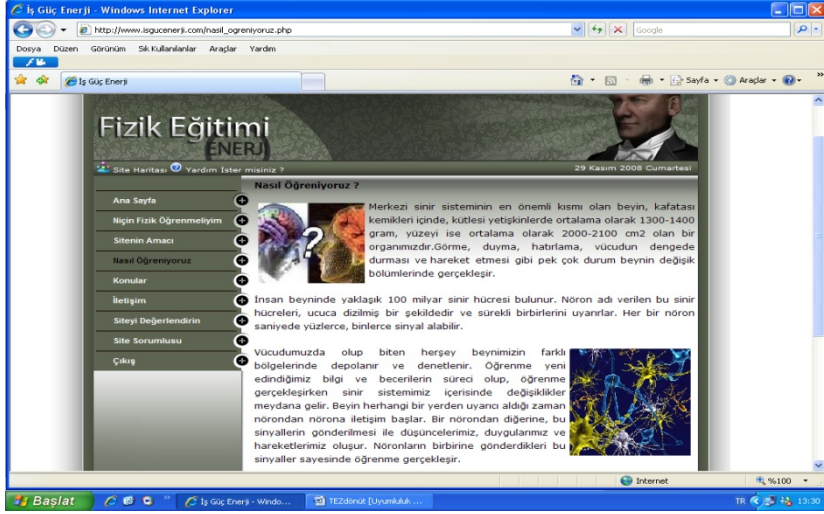 İş Güç Enerji - Windows Internet Explorer
http://www.isgucenerji.com/nasil_ogreniyoruz.php
Google
Dosya Düzen Görünüm Sık Kullanılanlar Araçlar Yardım
İş Güç Enerji
Sayfa Araçlar
Fizik Eğitimi
ENERJ)
Site Haritası Yardım İster misiniz ?
29 Kasım 2008 Cumartesi
Ana Sayfa
Niçin Fizik Öğrenmeliyim
Sitenin Amacı
Nasıl Öğreniyoruz
Konular
İletişim
Siteyi Değerlendirin
Site Sorumlusu
Çıkış
Nasıl Öğreniyoruz ?
Merkezi sinir sisteminin en önemli kısmı olan beyin, kafatası
kemikleri içinde, kütlesi yetişkinlerde ortalama olarak 1300-1400
gram, yüzeyi ise ortalama olarak 2000-2100 cm2 olan bir
organımızdır.Görme, duyma, hatırlama, vücudun dengede
durması ve hareket etmesi gibi pek çok durum beynin değişik
bölümlerinde gerçekleşir.
?
İnsan beyninde yaklaşık 100 milyar sinir hücresi bulunur. Nöron adı verilen bu sinir
hücreleri, ucuca dizilmiş bir şekildedir ve sürekli birbirlerini uyarırlar. Her bir nöron
saniyede yüzlerce, binlerce sinyal alabilir.
Vücudumuzda olup biten herşey beynimizin farklı
bölgelerinde depolanır ve denetlenir. Öğrenme yeni
edindiğimiz bilgi ve becerilerin süreci olup, öğrenme
gerçekleşirken sinir sistemimiz içerisinde değişiklikler
meydana gelir. Beyin herhangi bir yerden uyarıcı aldığı zaman
nörondan nörona iletişim başlar. Bir nörondan diğerine, bu
sinyallerin gönderilmesi ile düşüncelerimiz, duygularımız ve
hareketlerimiz oluşur. Nöronların birbirine gönderdikleri bu
sinyaller sayesinde öğrenme gerçekleşir.
Internet
%100
Başlat
İş Güç Enerji - Windo...
TEZdönüt [Uyumluluk ...
TR
13:30